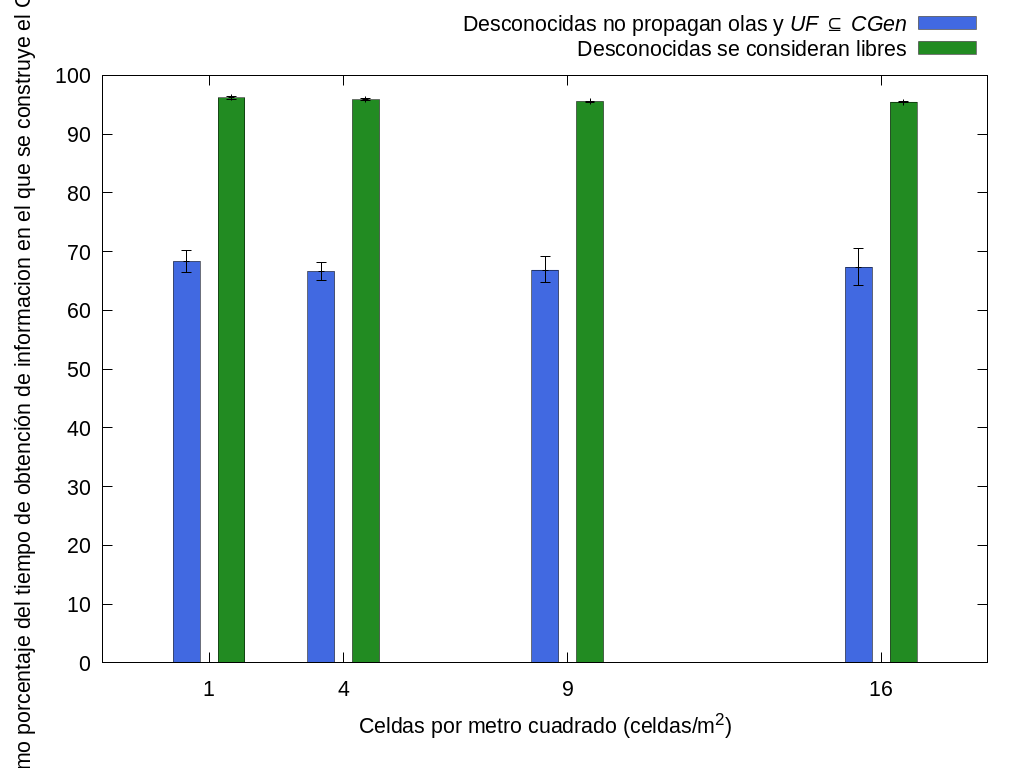 Desconocidas no propagan olas y UF ⊆ CGen
Desconocidas se consideran libres
porcentaje del tiempo de obtención de informacion en el que se construye el
100
90
80
70
60
50
40
30
20
10
0
1 4 9 16
Celdas por metro cuadrado (celdas/m²)